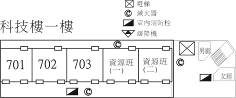 電梯
滅火器
室內消防栓
緩降機
科技樓一樓
701
702
703
資源班
(一)
資源班
(二)
男廁
女廁